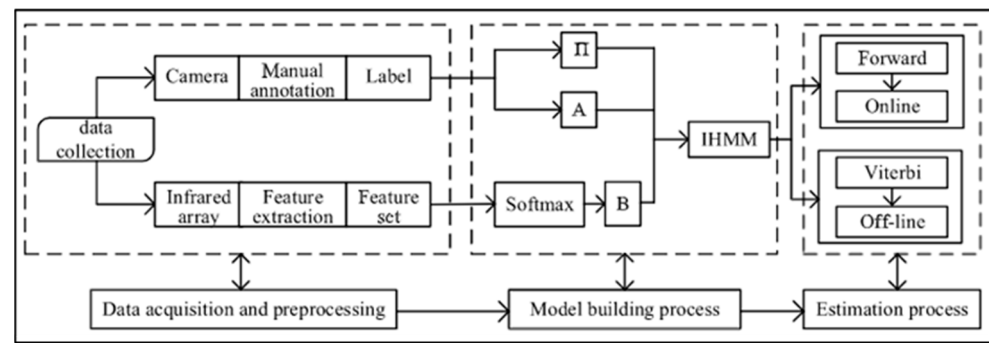 data
collection
Camera
Manual
annotation
Label
Infrared
array
Feature
extraction
Feature
set
Π
A
Softmax
B
IHMM
Forward
Online
Viterbi
Off-line
Data acquisition and preprocessing
Model building process
Estimation process